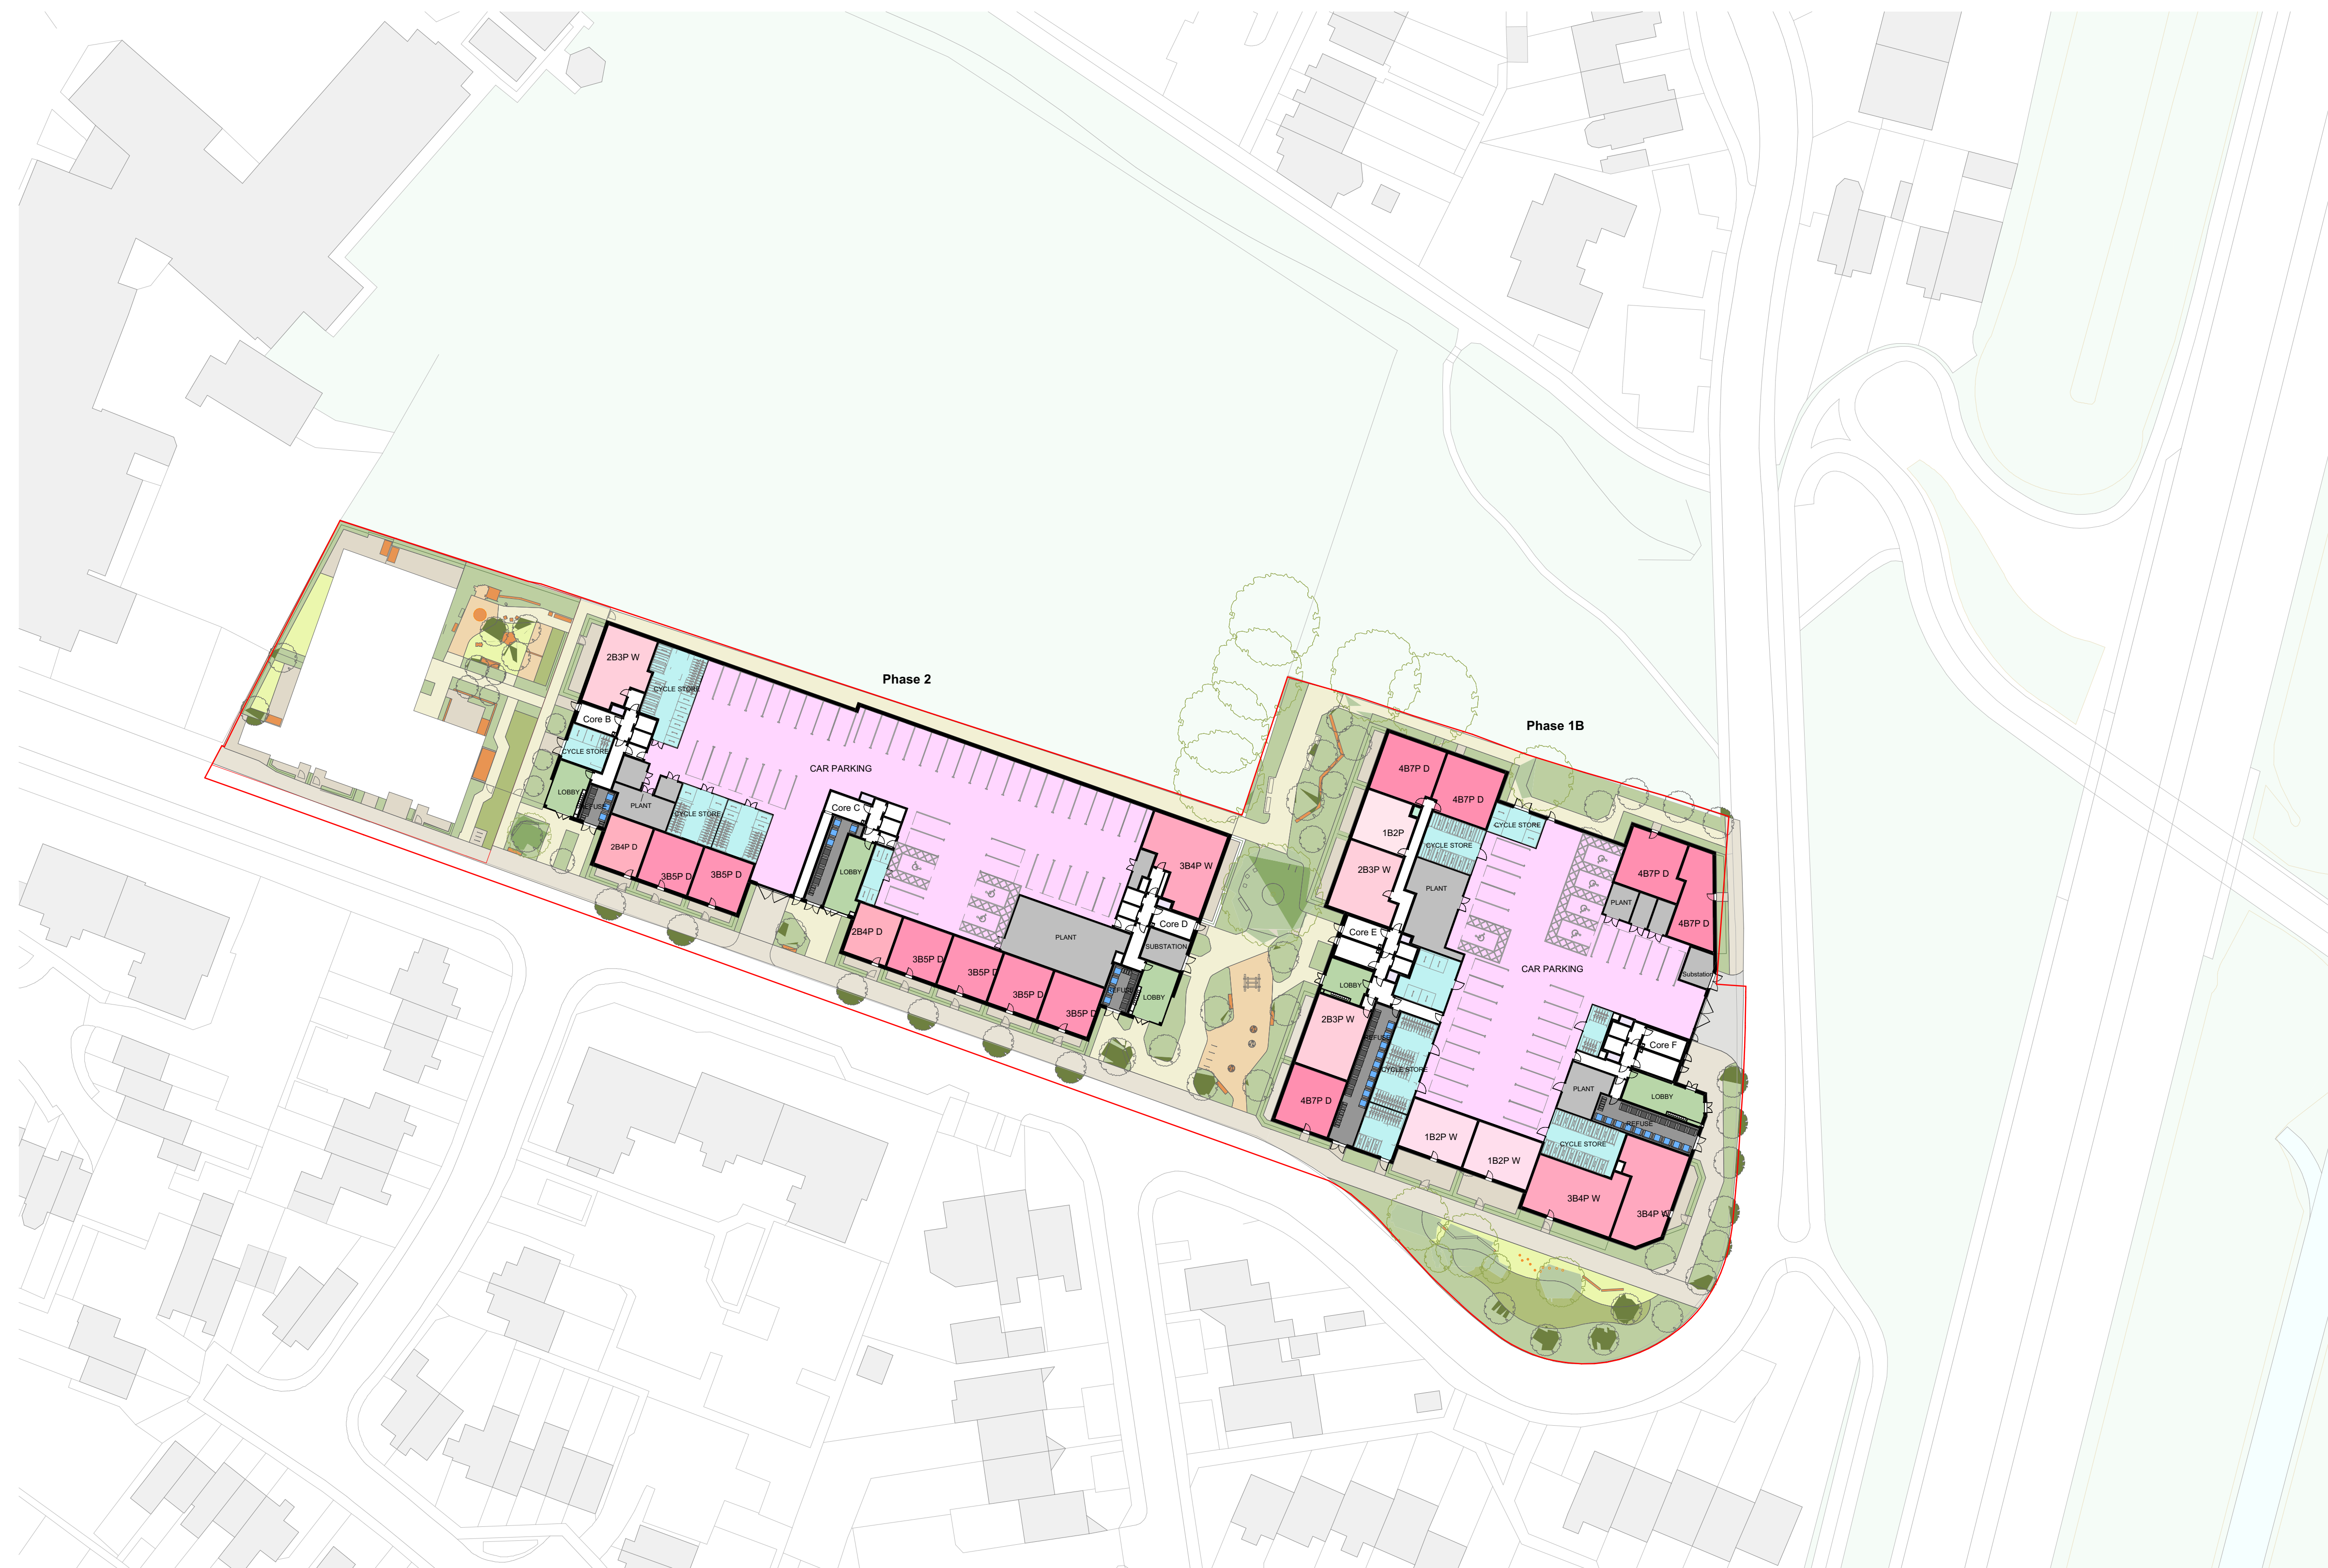 Phase 2
2B3P W
CYCLE STORE
Core B
CYCLE STORE
LOBBY
REFUSE
PLANT
CYCLE STORE
2B4P D
3B5P D
3B5P D
CAR PARKING
Core C
LOBBY
2B4P D
3B5P D
3B5P D
3B5P D
3B5P D
PLANT
3B4P W
Core D
SUBSTATION
REFUSE
LOBBY
Phase 1B
4B7P D
4B7P D
1B2P
CYCLE STORE
CYCLE STORE
2B3P W
PLANT
4B7P D
PLANT
4B7P D
Core E
CAR PARKING
Substation
LOBBY
2B3P W
REFUSE
Core F
CYCLE STORE
PLANT
LOBBY
4B7P D
REFUSE
1B2P W
CYCLE STORE
1B2P W
3B4P W
3B4P W